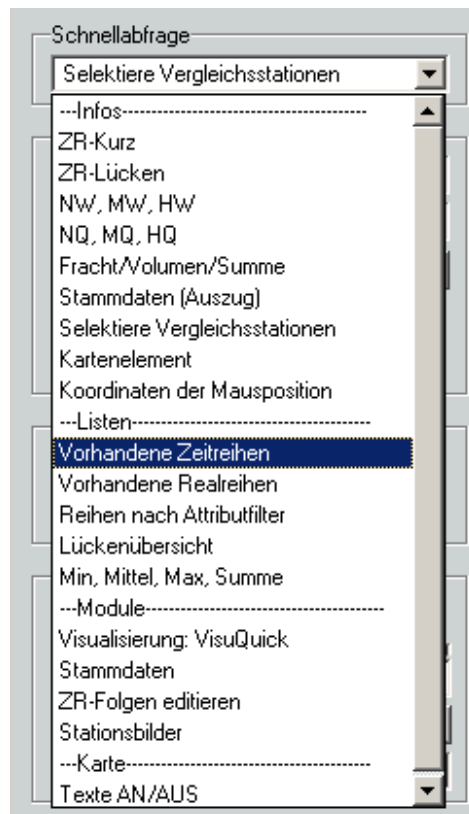 Schnellabfrage
Selektiere Vergleichsstationen
---Infos---------------------------------------
ZR-Kurz
ZR-Lücken
NW, MW, HW
NQ, MQ, HQ
Fracht/Volumen/Summe
Stammdaten (Auszug)
Selektiere Vergleichsstationen
Kartenelement
Koordinaten der Mausposition
---Listen--------------------------------------
Vorhandene Zeitreihen
Vorhandene Realreihen
Reihen nach Attributfilter
Lückenübersicht
Min, Mittel, Max, Summe
---Module--------------------------------------
Visualisierung: VisuQuick
Stammdaten
ZR-Folgen editieren
Stationsbilder
---Karte---------------------------------------
Texte AN/AUS